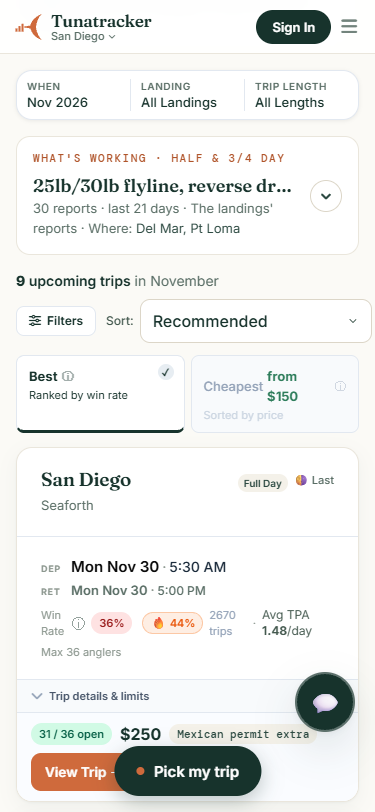 Tunatracker
San Diego
Sign In
WHEN
Nov 2026
LANDING
All Landings
TRIP LENGTH
All Lengths
WHAT'S WORKING · HALF & 3/4 DAY
25lb/30lb flyline, reverse dr...
30 reports · last 21 days · The landings'
reports · Where: Del Mar, Pt Loma
9 upcoming trips in November
Filters
Sort:
Recommended
Best
Ranked by win rate
Cheapest from
$150
Sorted by price
San Diego
Full Day
Last
Seaforth
DEP Mon Nov 30 · 5:30 AM
RET Mon Nov 30 · 5:00 PM
Win
Rate
36%
44%
2670
trips
·
Avg TPA
1.48/day
Max 36 anglers
Trip details & limits
31 / 36 open
$250
Mexican permit extra
View Trip
Pick my trip